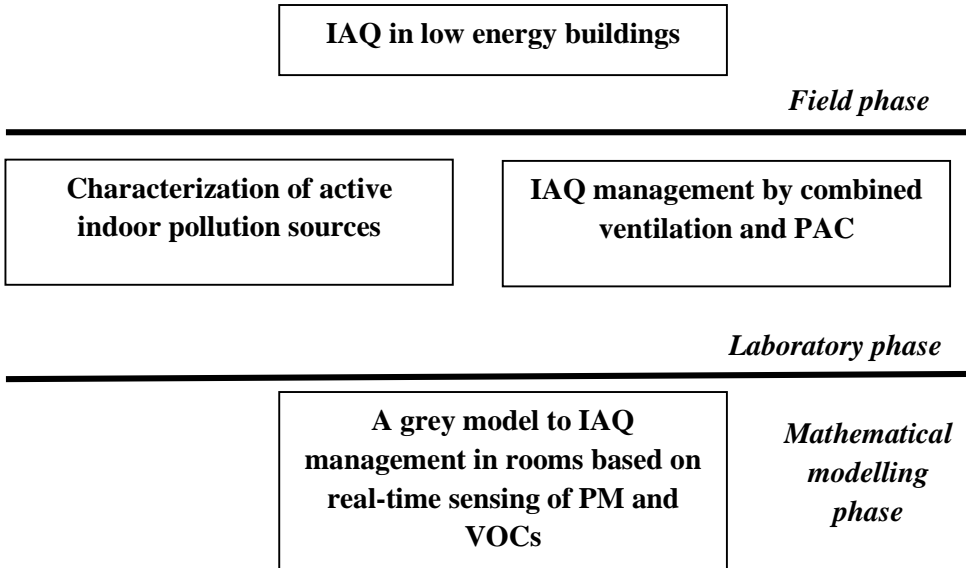 IAQ in low energy buildings
Field phase
Characterization of active
indoor pollution sources
IAQ management by combined
ventilation and PAC
Laboratory phase
A grey model to IAQ
management in rooms based on
real-time sensing of PM and
VOCs
Mathematical
modelling
phase